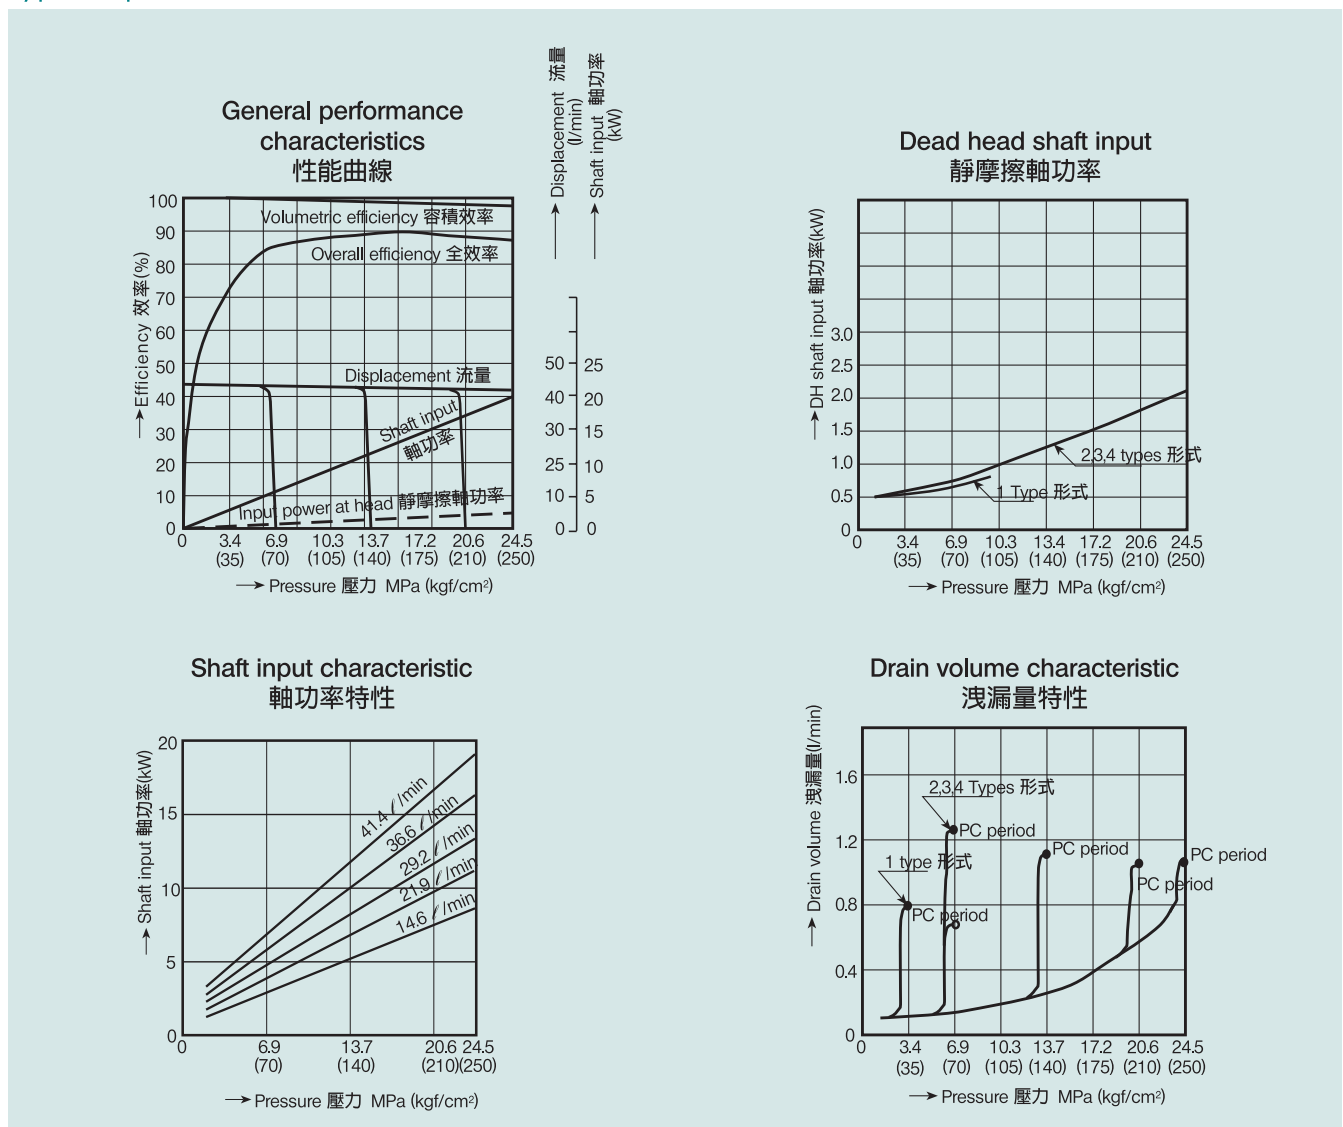 General performance
characteristics
性能曲線
Displacement 流量
(l/min)
Shaft input 軸功率
(kW)
Efficiency 效率(%)
100
90
80
70
60
50
40
30
20
10
0
Volumetric efficiency 容積效率
Overall efficiency 全效率
Displacement 流量
Shaft input
軸功率
Input power at head 靜摩擦軸功率
50 25
40 20
30 15
25 10
10 5
0 0
0 3.4 6.9 10.3 13.7 17.2 20.6 24.5
(35) (70) (105) (140) (175) (210) (250)
Pressure 壓力 MPa (kgf/cm²)
Dead head shaft input
靜摩擦軸功率
DH shaft input 軸功率(kW)
3.0
2.5
2.0
1.5
1.0
0.5
0
2,3,4 types 形式
1 Type 形式
0 3.4 6.9 10.3 13.4 17.2 20.6 24.5
(35) (70) (105) (140) (175) (210) (250)
Pressure 壓力 MPa (kgf/cm²)
Shaft input characteristic
軸功率特性
Shaft input 軸功率(kW)
20
15
10
5
0
41.4 ℓ/min
36.6 ℓ/min
29.2 ℓ/min
21.9 ℓ/min
14.6 ℓ/min
0 6.9 13.7 20.6 24.5
(70) (140) (210)(250)
Pressure 壓力 MPa (kgf/cm²)
Drain volume characteristic
洩漏量特性
Drain volume 洩漏量(l/min)
1.6
1.2
0.8
0.4
0
2,3,4 Types 形式
PC period
1 type 形式
PC period
PC period
PC period
PC period
0 3.4 6.9 10.3 13.7 17.2 20.6 24.5
(35) (70) (105) (140) (175) (210) (250)
Pressure 壓力 MPa (kgf/cm²)